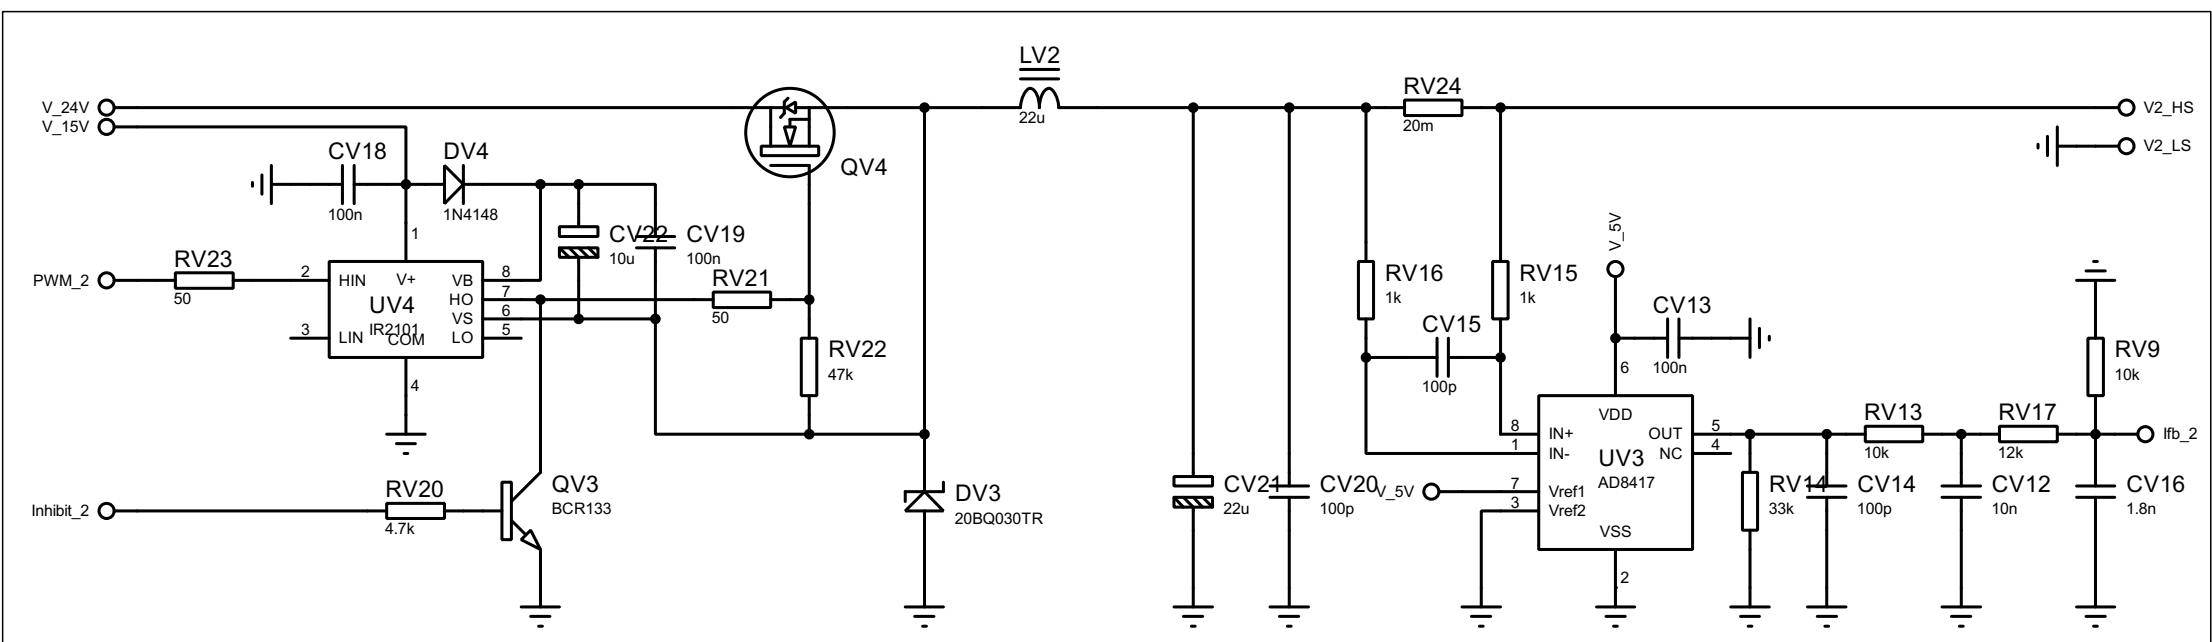 LV2
22u
RV24
20m
V_24V
V_15V
V2_HS
V2_LS
CV18
100n
DV4
1N4148
QV4
1
CV22
10u
CV19
100n
V_5V
PWM_2
RV23
50
2
HIN
V+
VB
8
HO
7
VS
6
LO
5
3
LIN
UV4
IR2101
COM
4
RV21
50
RV22
47k
RV16
1k
RV15
1k
CV15
100p
CV13
100n
6
RV9
10k
VDD
8
IN+
1
IN-
OUT
5
NC
4
UV3
AD8417
7
Vref1
3
Vref2
VSS
2
V_5V
RV13
10k
RV17
12k
Ifb_2
Inhibit_2
RV20
4.7k
QV3
BCR133
DV3
20BQ030TR
CV21
22u
CV20
100p
RV14
33k
CV14
100p
CV12
10n
CV16
1.8n